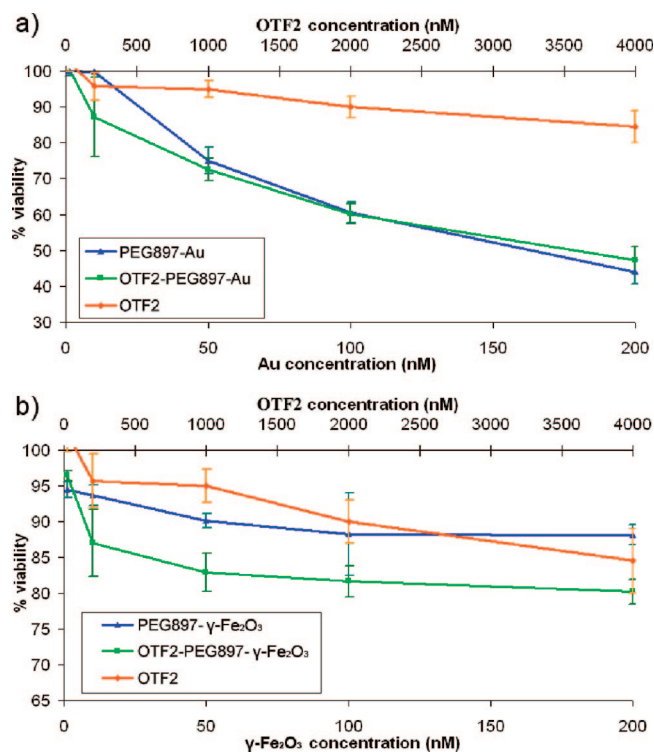 a)
OTF2 concentration (nM)
0 500 1000 1500 2000 2500 3000 3500 4000
100
90
80
70
60
50
40
30
% viability
PEG897-Au
OTF2-PEG897-Au
OTF2
0 50 100 150 200
Au concentration (nM)
b)
OTF2 concentration (nM)
0 500 1000 1500 2000 2500 3000 3500 4000
100
95
90
85
80
75
70
65
% viability
PEG897- γ-Fe₂O₃
OTF2-PEG897- γ-Fe₂O₃
OTF2
0 50 100 150 200
γ-Fe₂O₃ concentration (nM)